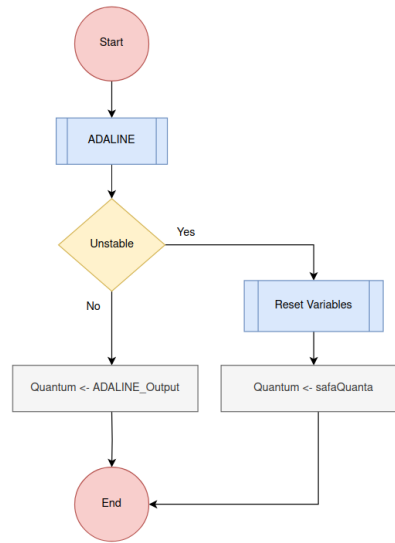 Start
ADALINE
Unstable
Yes
No
Reset Variables
Quantum <- ADALINE_Output
Quantum <- safaQuanta
End